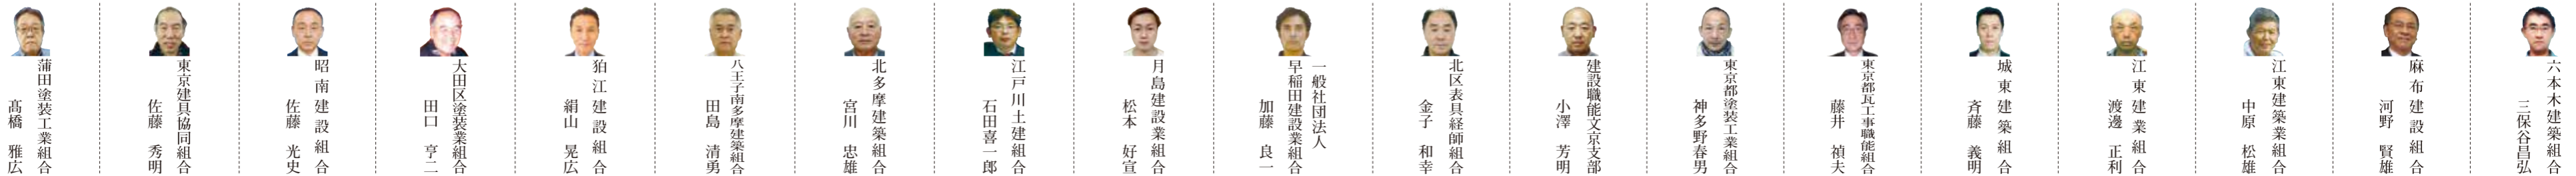 六本木建築組合
三保谷昌弘
麻布建設組合
河野　賢雄
江東建築業組合
中原　松雄
江東建業組合
渡邊　正利
城東建築組合
斉藤　義明
東京都瓦工事職能組合
藤井　禎夫
東京都塗装工業組合
神多野春男
建設職能文京支部
小澤　芳明
北区表具経師組合
金子　和幸
一般社団法人
早稲田建設業組合
加藤　良一
月島建設業組合
松本　好宣
江戸川土建組合
石田喜一郎
北多摩建築組合
宮川　忠雄
八王子南多摩建築組合
田島　清勇
狛江建設組合
絹山　晃広
大田区塗装業組合
田口　亨二
昭南建設組合
佐藤　光史
東京建具協同組合
佐藤　秀明
蒲田塗装工業組合
髙橋　雅広